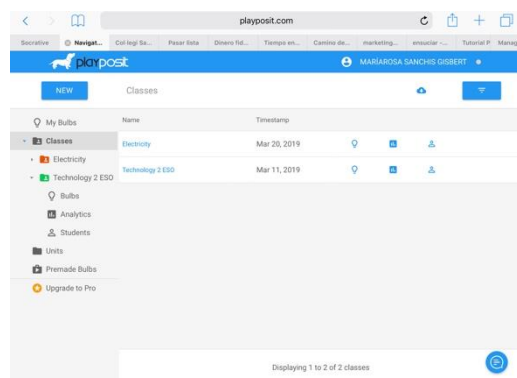 playposit.com
Socrative Navigat... Col·legi Sa... Pasar lista Dinero fid... Tiempo en... Camino de... marketing... ensuciar -... Tutorial P Manag
playposit MARÍAROSA SANCHIS GISBERT
NEW Classes
My Bulbs Name Timestamp
Classes Electricity Mar 20, 2019
Electricity
Technology 2 ESO Mar 11, 2019
Technology 2 ESO
Bulbs
Analytics
Students
Units
Premade Bulbs
Upgrade to Pro
Displaying 1 to 2 of 2 classes